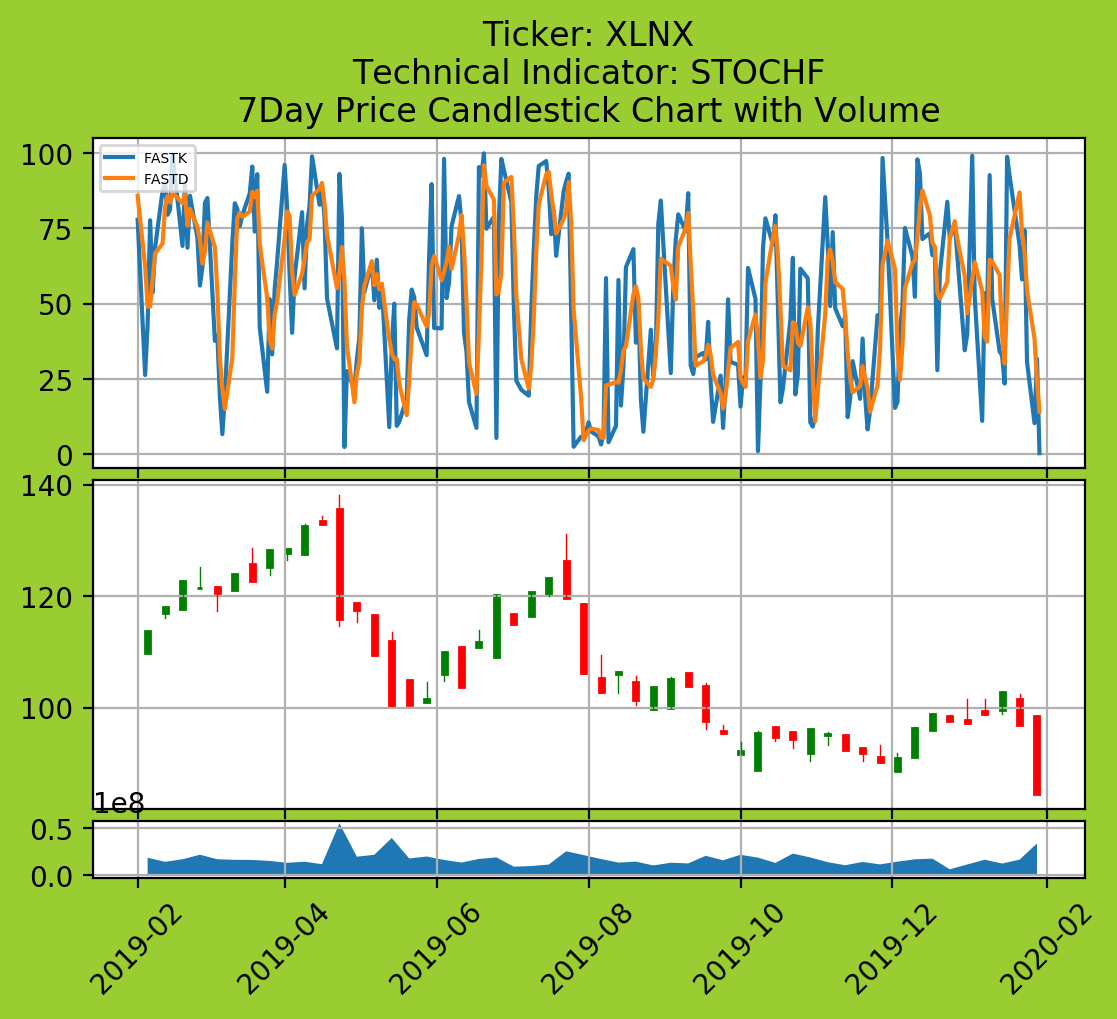 Ticker: XLNX
Technical Indicator: STOCHF
7Day Price Candlestick Chart with Volume
100
75
50
25
0
FASTK
FASTD
140
120
100
1e8
0.5
0.0
2019-02
2019-04
2019-06
2019-08
2019-10
2019-12
2020-02